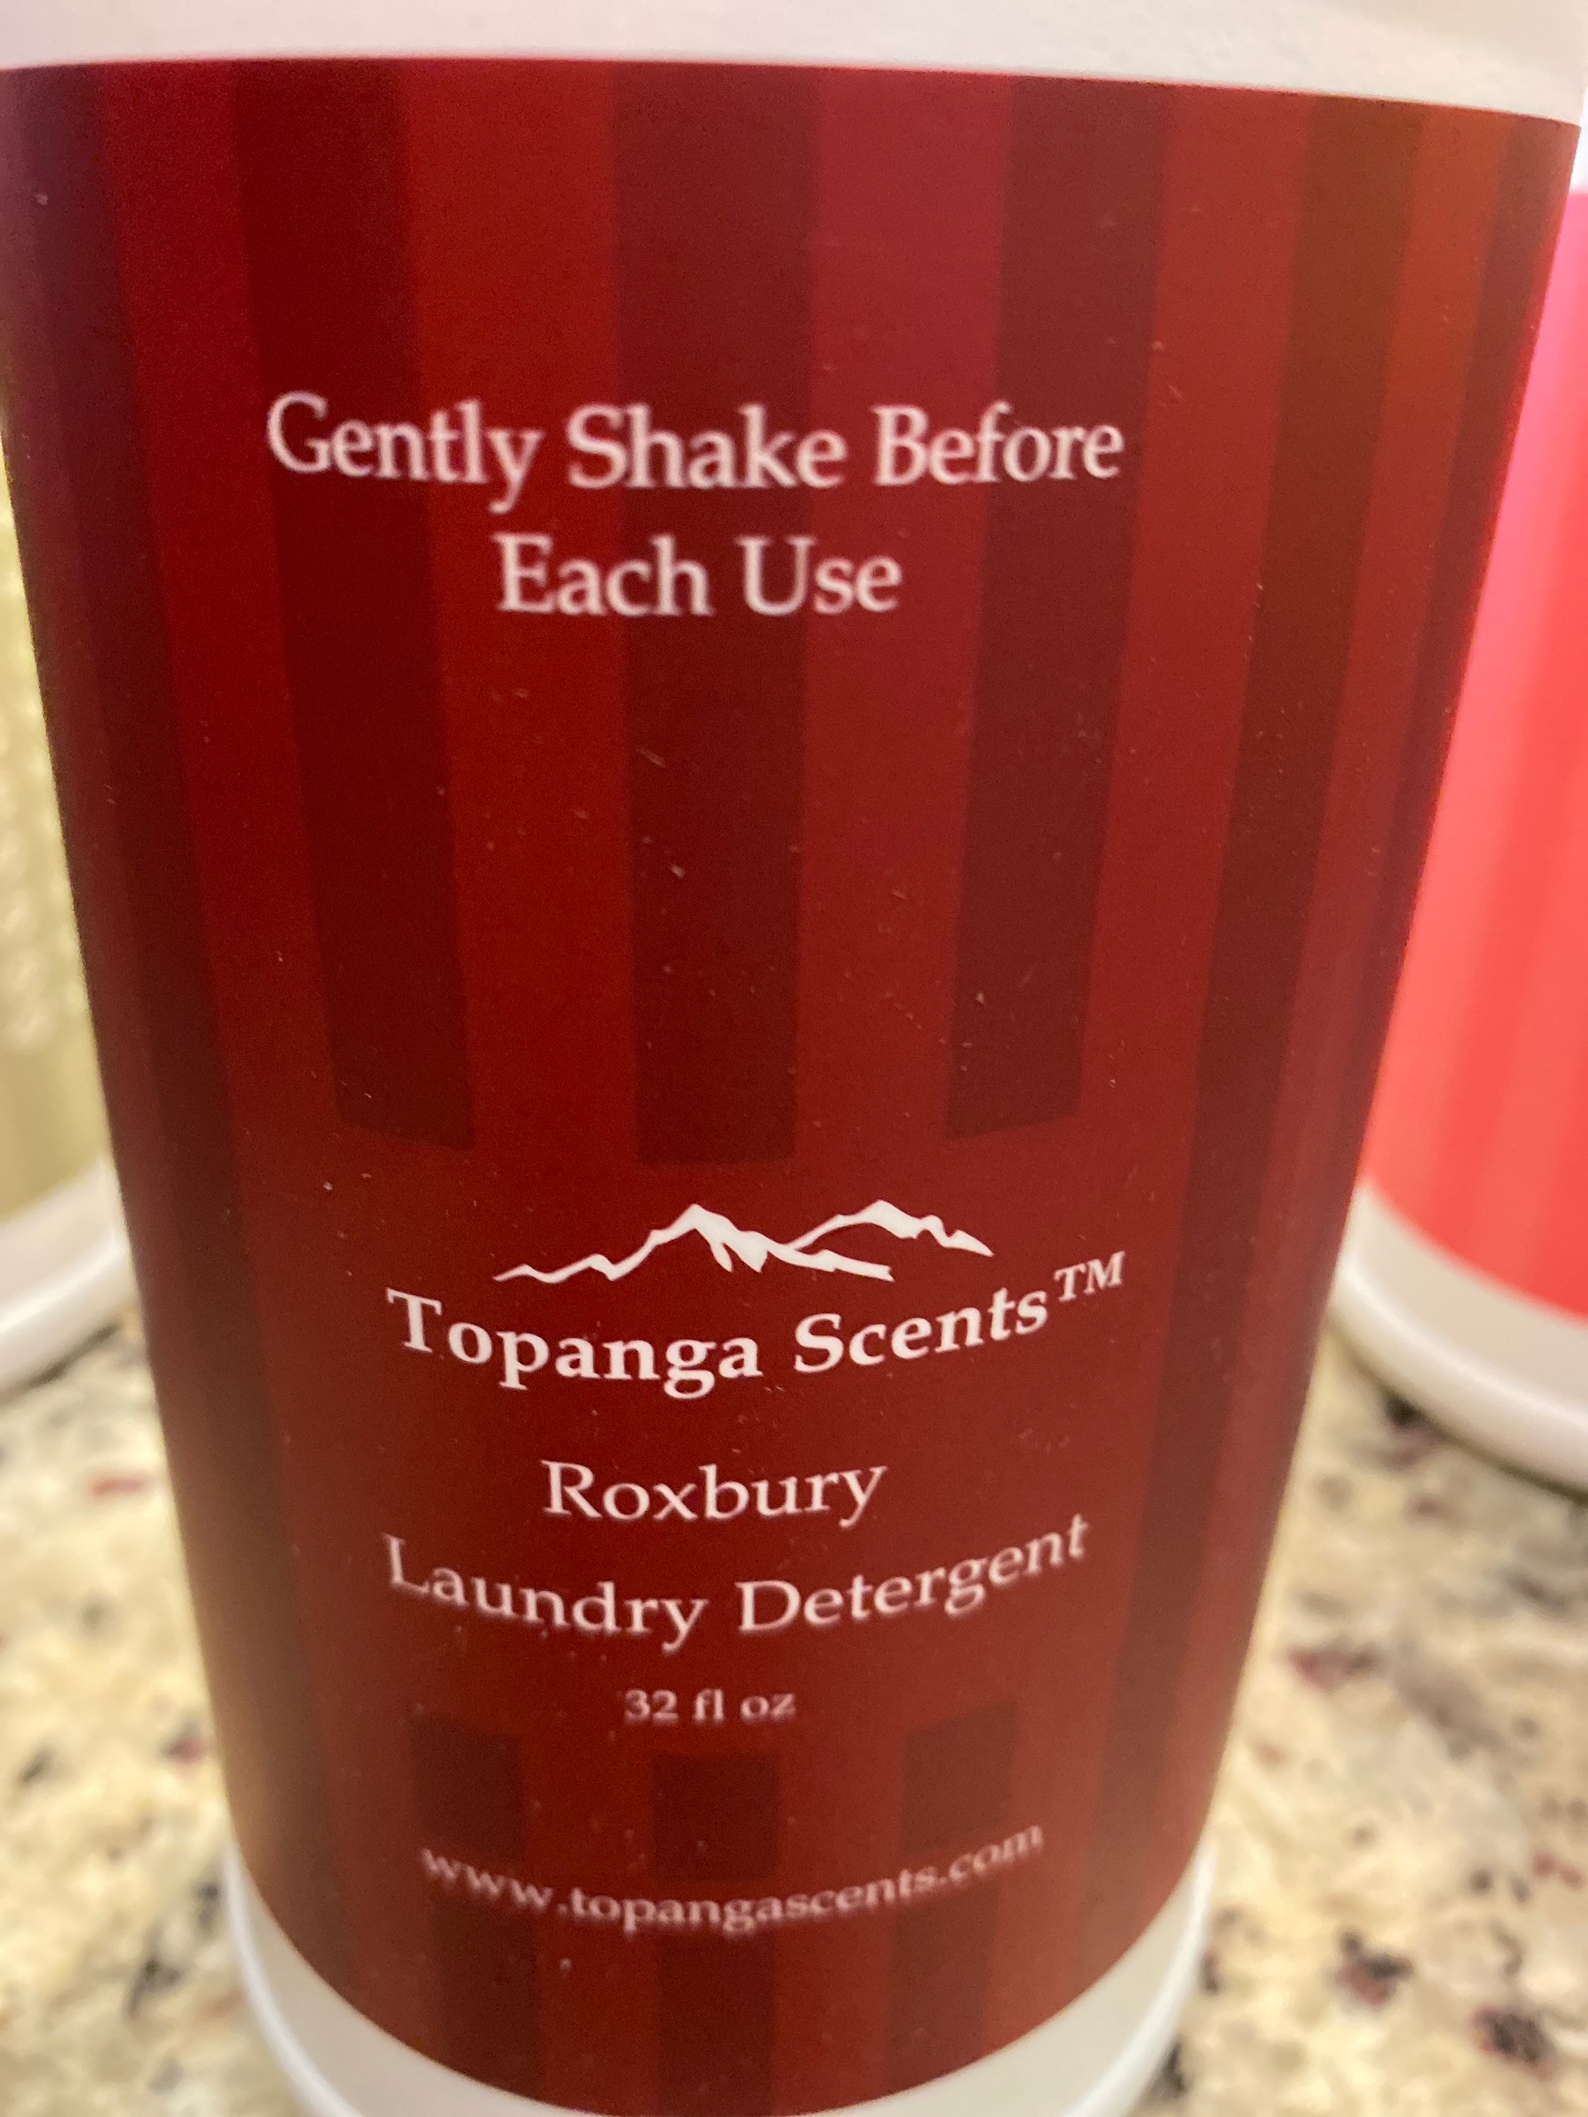 Gently Shake Before
Each Use
Topanga Scents™
Roxbury
Laundry Detergent
32 fl oz
www.topangascents.com